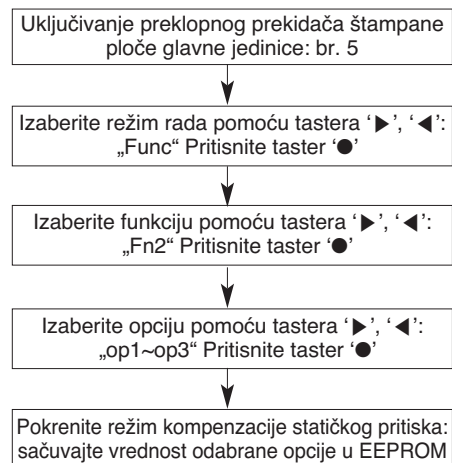 Uključivanje preklopnog prekidača štampane
ploče glavne jedinice: br. 5
Izaberite režim rada pomoću tastera ‘▶’, ‘◀’:
„Func“ Pritisnite taster ‘●’
Izaberite funkciju pomoću tastera ‘▶’, ‘◀’:
„Fn2“ Pritisnite taster ‘●’
Izaberite opciju pomoću tastera ‘▶’, ‘◀’:
„op1~op3“ Pritisnite taster ‘●’
Pokrenite režim kompenzacije statičkog pritiska:
sačuvajte vrednost odabrane opcije u EEPROM